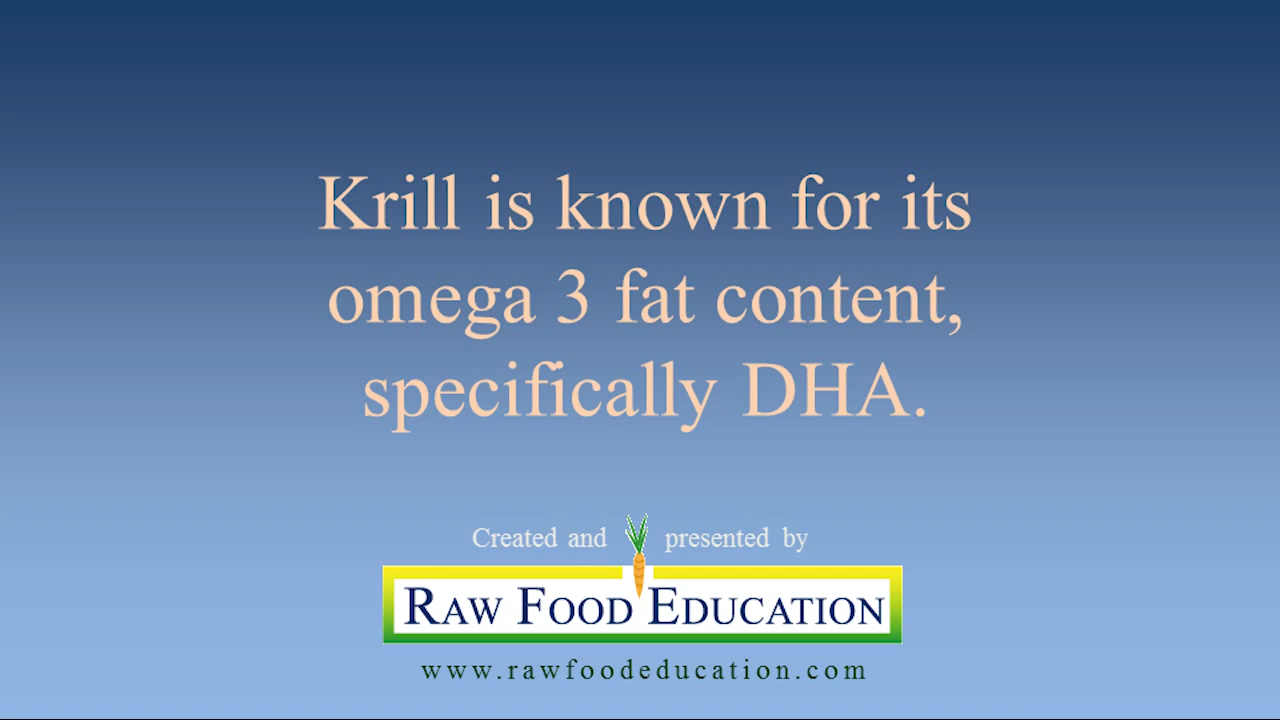 Krill is known for its
omega 3 fat content,
specifically DHA.
Created and presented by
RAW FOOD EDUCATION
www.rawfoodeducation.com